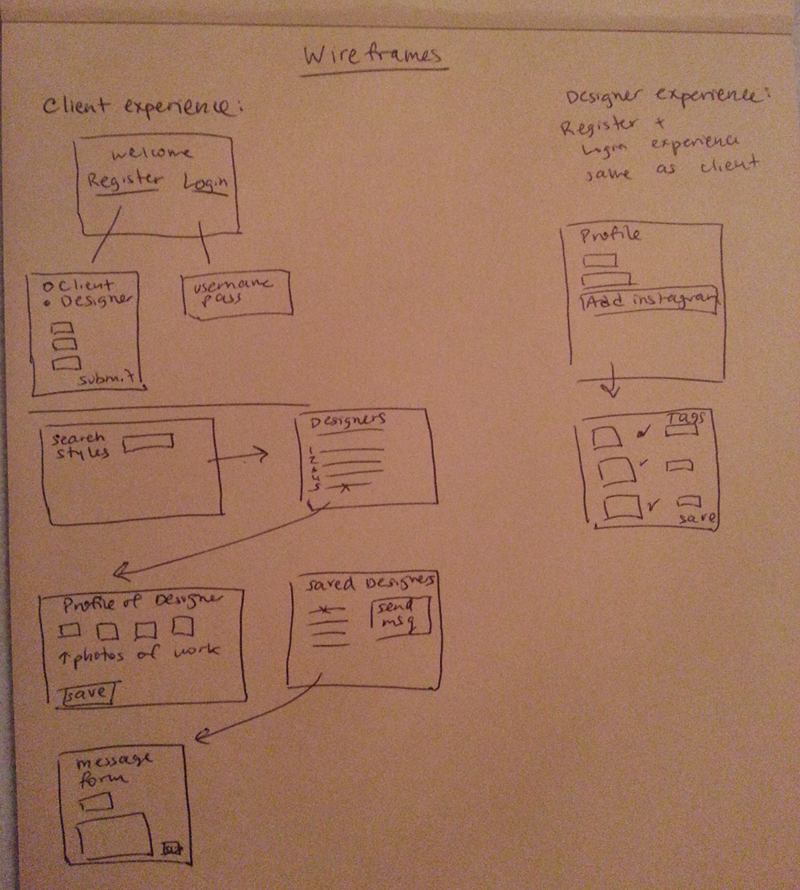 Wireframes
Client experience:
welcome
Register Login
Client
Designer
submit
username
pass
search
styles
Designers
1
2
3
4
5
Profile of Designer
↑photos of work
save
Saved Designers
send
msg
message
form
Designer experience:
Register +
Login experience
same as client
Profile
Add instagram
Tags
save